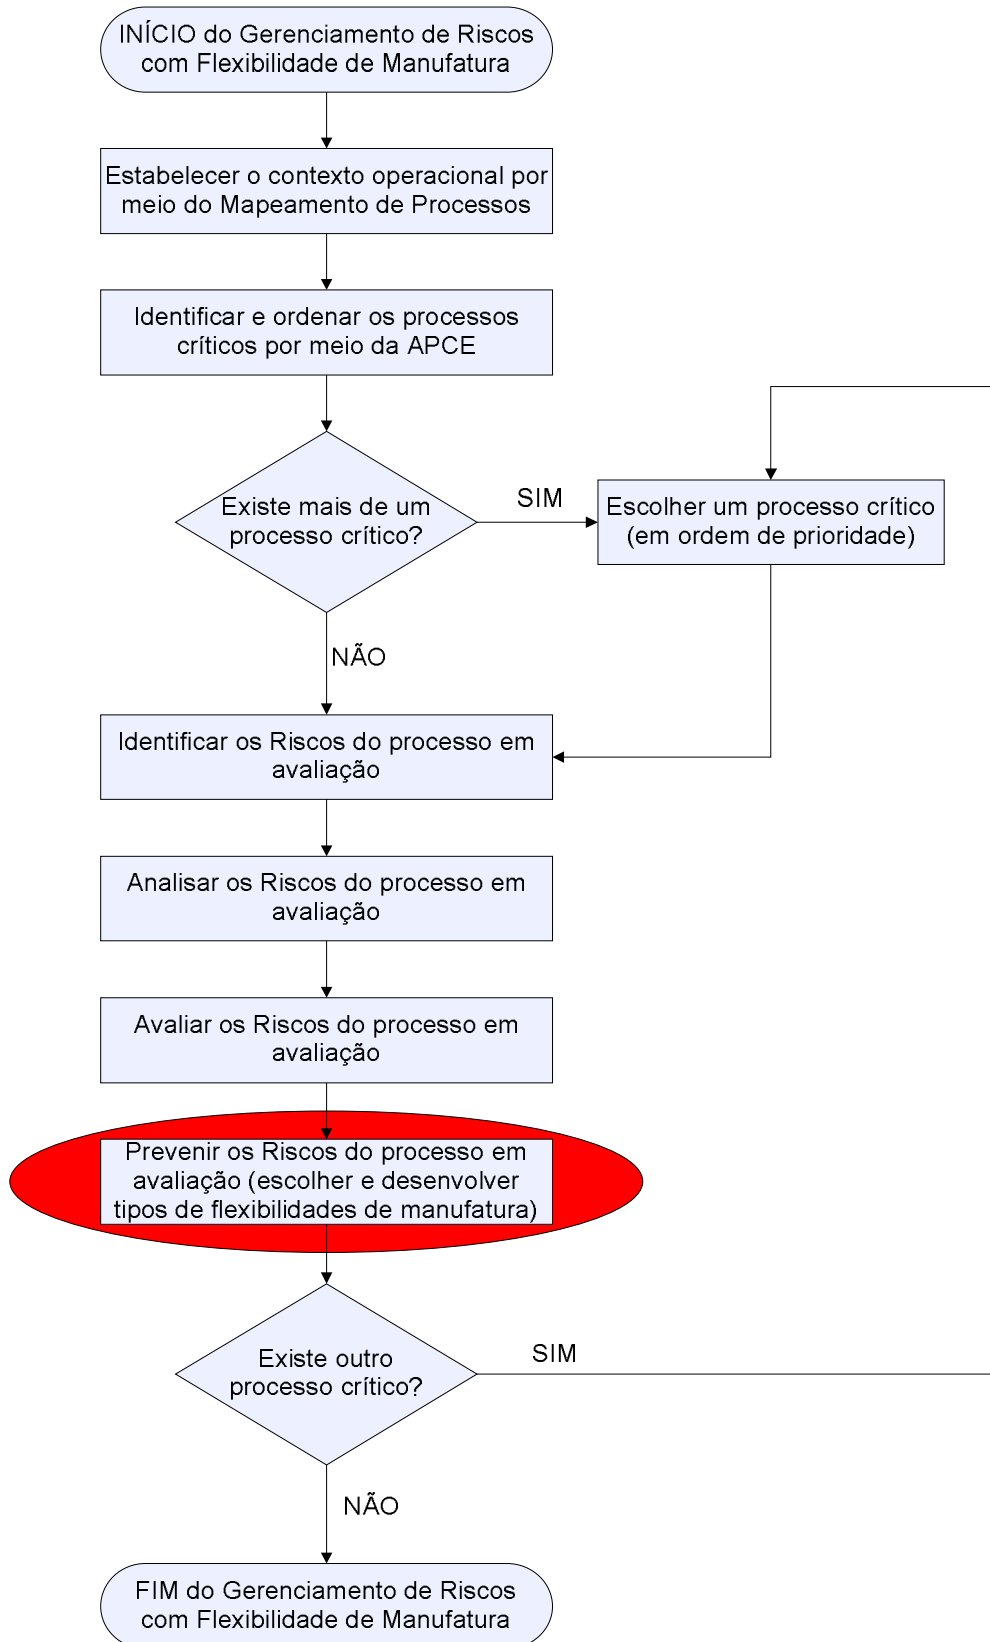 INÍCIO do Gerenciamento de Riscos
com Flexibilidade de Manufatura
Estabelecer o contexto operacional por
meio do Mapeamento de Processos
Identificar e ordenar os processos
críticos por meio da APCE
Existe mais de um
processo crítico?
SIM
Escolher um processo crítico
(em ordem de prioridade)
NÃO
Identificar os Riscos do processo em
avaliação
Analisar os Riscos do processo em
avaliação
Avaliar os Riscos do processo em
avaliação
Prevenir os Riscos do processo em
avaliação (escolher e desenvolver
tipos de flexibilidades de manufatura)
Existe outro
processo crítico?
SIM
NÃO
FIM do Gerenciamento de Riscos
com Flexibilidade de Manufatura